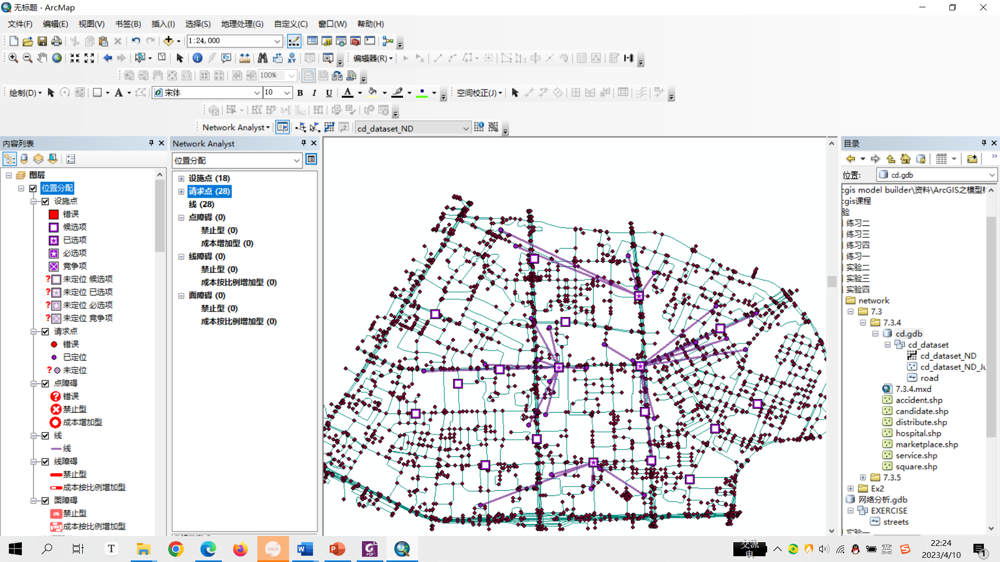 无标题 - ArcMap
文件(F) 编辑(E) 视图(V) 书签(B) 插入(I) 选择(S) 地理处理(G) 自定义(C) 窗口(W) 帮助(H)
1:24,000
编辑器(R)
100%
绘制(D) A 宋体 10 B I U A 空间校正(J)
Network Analyst cd_dataset_ND
内容列表
图层
位置分配
设施点
错误
候选项
已选项
必选项
竞争项
未定位 候选项
未定位 已选项
未定位 必选项
未定位 竞争项
请求点
错误
已定位
未定位
点障碍
错误
禁止型
成本增加型
线
线
线障碍
禁止型
成本按比例增加型
面障碍
禁止型
成本按比例增加型
Network Analyst
位置分配
设施点 (18)
请求点 (28)
线 (28)
点障碍 (0)
禁止型 (0)
成本增加型 (0)
线障碍 (0)
禁止型 (0)
成本按比例增加型 (0)
面障碍 (0)
禁止型 (0)
成本按比例增加型 (0)
目录
位置: cd.gdb
cgis model builder\资料\ArcGIS之模型构
cgis课程
验
练习二
练习三
练习四
练习一
实验二
实验三
实验四
network
7.3
7.3.4
cd.gdb
cd_dataset
cd_dataset_ND
cd_dataset_ND_Ju
road
7.3.4.mxd
accident.shp
candidate.shp
distribute.shp
hospital.shp
marketplace.shp
service.shp
square.shp
7.3.5
Ex2
网络分析.gdb
EXERCISE
streets
实验一
交流电
英
22:24
2023/4/10
1